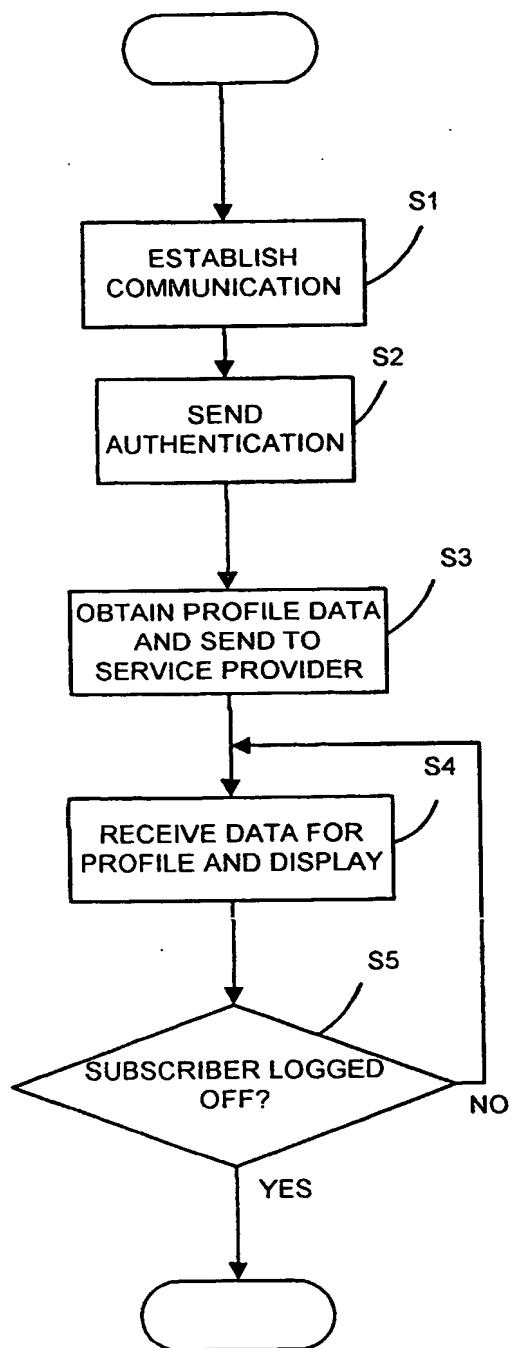 S1
ESTABLISH
COMMUNICATION
S2
SEND
AUTHENTICATION
S3
OBTAIN PROFILE DATA
AND SEND TO
SERVICE PROVIDER
S4
RECEIVE DATA FOR
PROFILE AND DISPLAY
S5
SUBSCRIBER LOGGED
OFF?
NO
YES